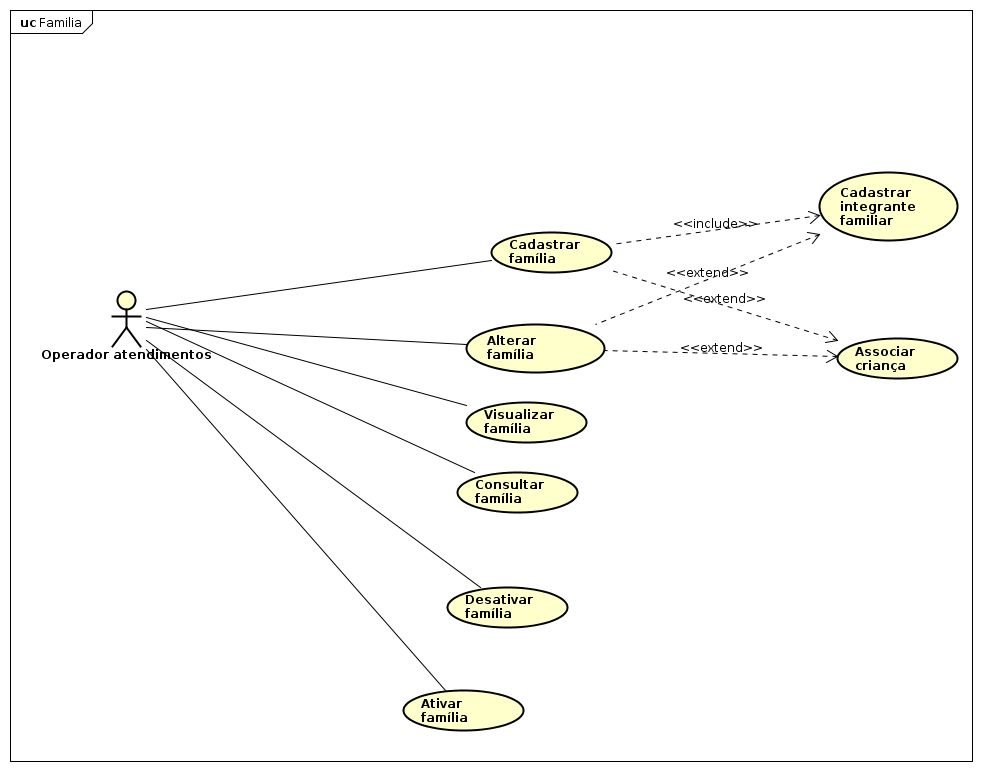 uc Familia
Cadastrar
integrante
familiar
<<include>>
Cadastrar
família
<<extend>>
<<extend>>
Operador atendimentos
Alterar
família
<<extend>>
Associar
criança
Visualizar
família
Consultar
família
Desativar
família
Ativar
família